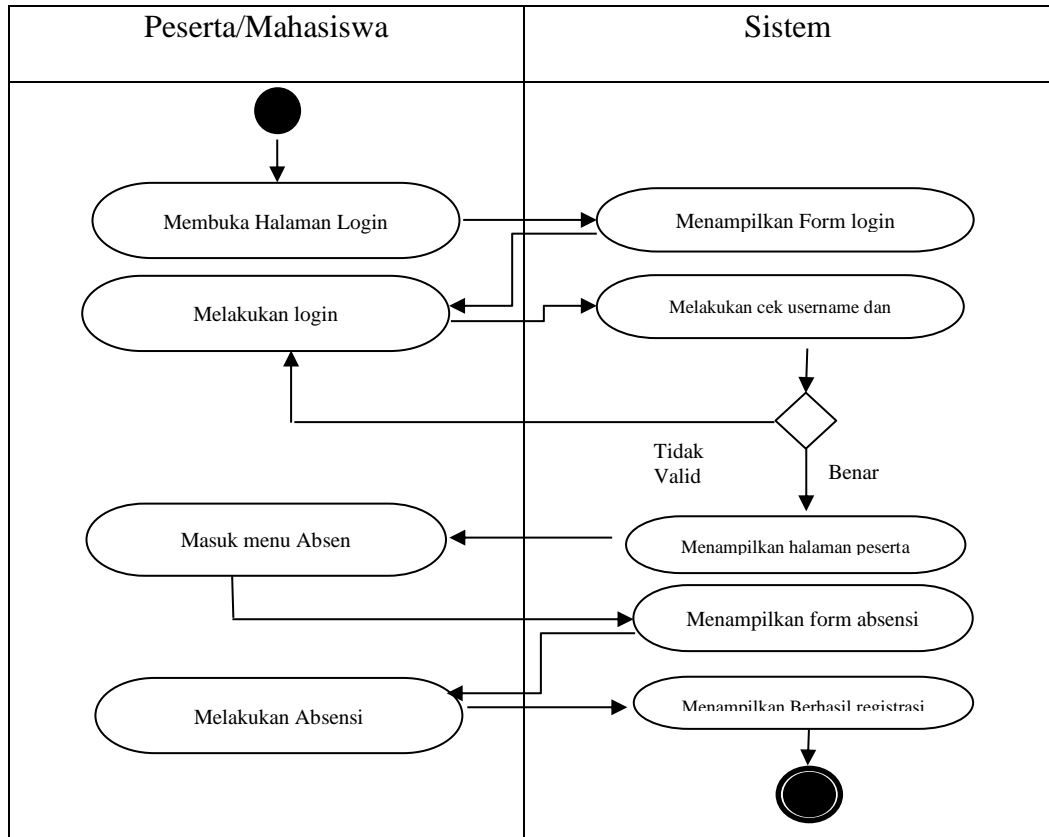 Peserta/Mahasiswa
Sistem
Membuka Halaman Login
Menampilkan Form login
Melakukan login
Melakukan cek username dan
Tidak
Valid
Benar
Masuk menu Absen
Menampilkan halaman peserta
Menampilkan form absensi
Melakukan Absensi
Menampilkan Berhasil registrasi